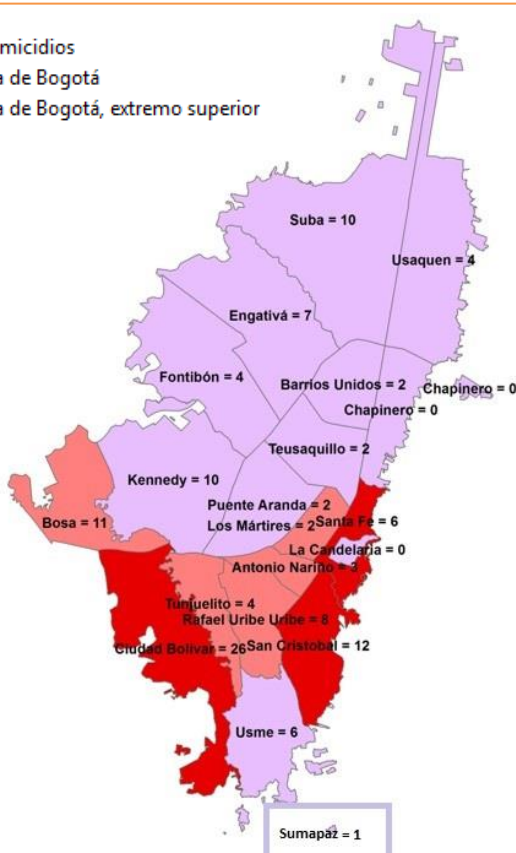 micidios
a de Bogotá
a de Bogotá, extremo superior
Suba = 10
Usaquen = 4
Engativá = 7
Fontibón = 4
Barrios Unidos = 2
Chapinero = 0
Chapinero = 0
Teusaquillo = 2
Kennedy = 10
Puente Aranda = 2
Bosa = 11
Los Mártires = 2
Santa Fe = 6
La Candelaria = 0
Antonio Nariño = 3
Tunjuelito = 4
Rafael Uribe Uribe = 8
Ciudad Bolivar = 26
San Cristobal = 12
Usme = 6
Sumapaz = 1